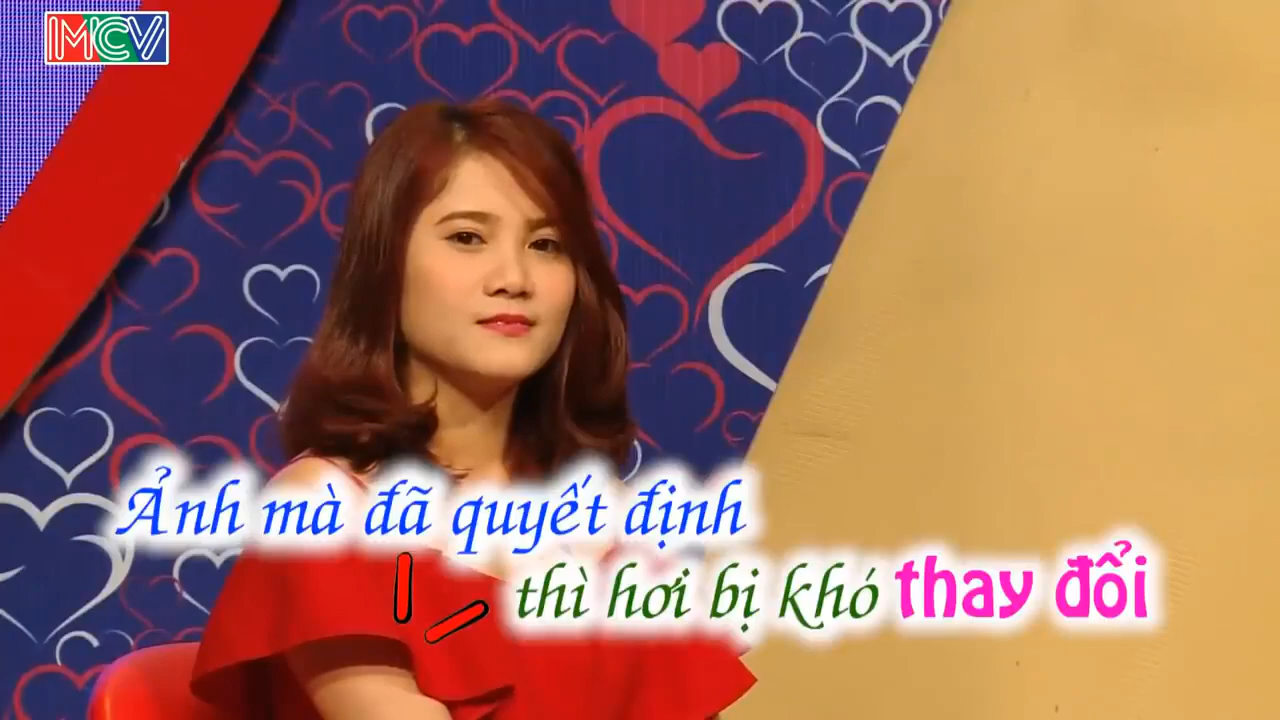 MCV
Ảnh mà đã quyết định
thì hơi bị khó thay đổi